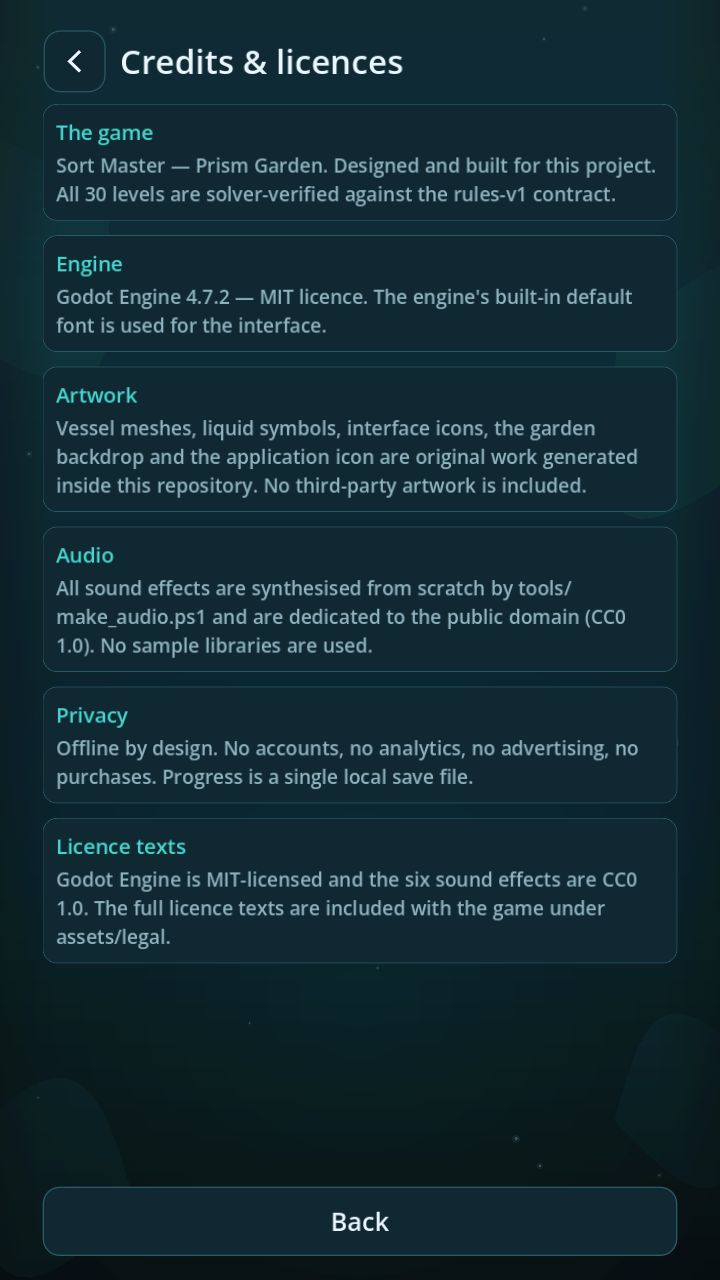 Credits & licences
The game
Sort Master — Prism Garden. Designed and built for this project.
All 30 levels are solver-verified against the rules-v1 contract.
Engine
Godot Engine 4.7.2 — MIT licence. The engine's built-in default
font is used for the interface.
Artwork
Vessel meshes, liquid symbols, interface icons, the garden
backdrop and the application icon are original work generated
inside this repository. No third-party artwork is included.
Audio
All sound effects are synthesised from scratch by tools/
make_audio.ps1 and are dedicated to the public domain (CC0
1.0). No sample libraries are used.
Privacy
Offline by design. No accounts, no analytics, no advertising, no
purchases. Progress is a single local save file.
Licence texts
Godot Engine is MIT-licensed and the six sound effects are CC0
1.0. The full licence texts are included with the game under
assets/legal.
Back